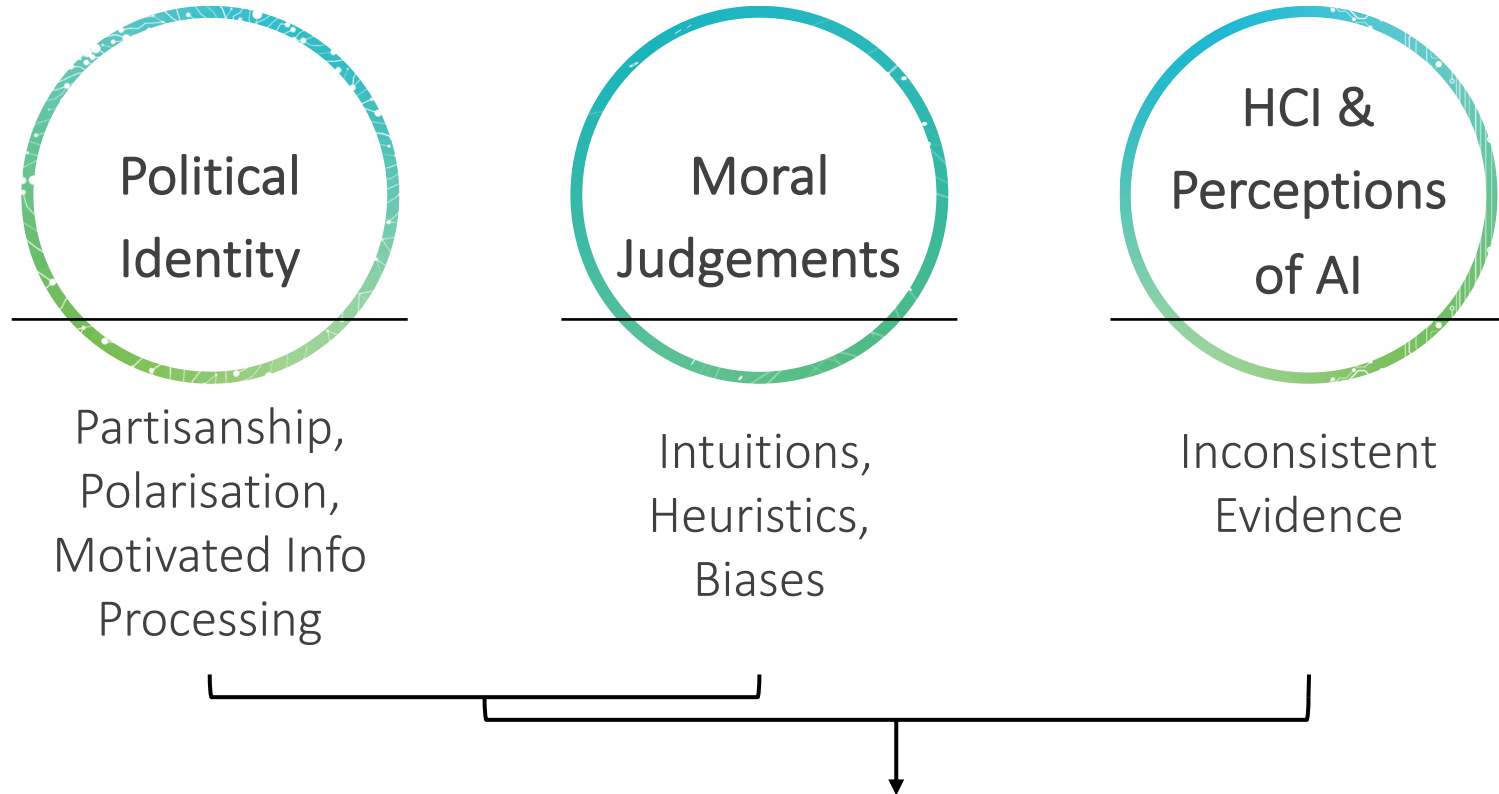 Political
Identity
Partisanship,
Polarisation,
Motivated Info
Processing
Moral
Judgements
Intuitions,
Heuristics,
Biases
HCI &
Perceptions
of AI
Inconsistent
Evidence